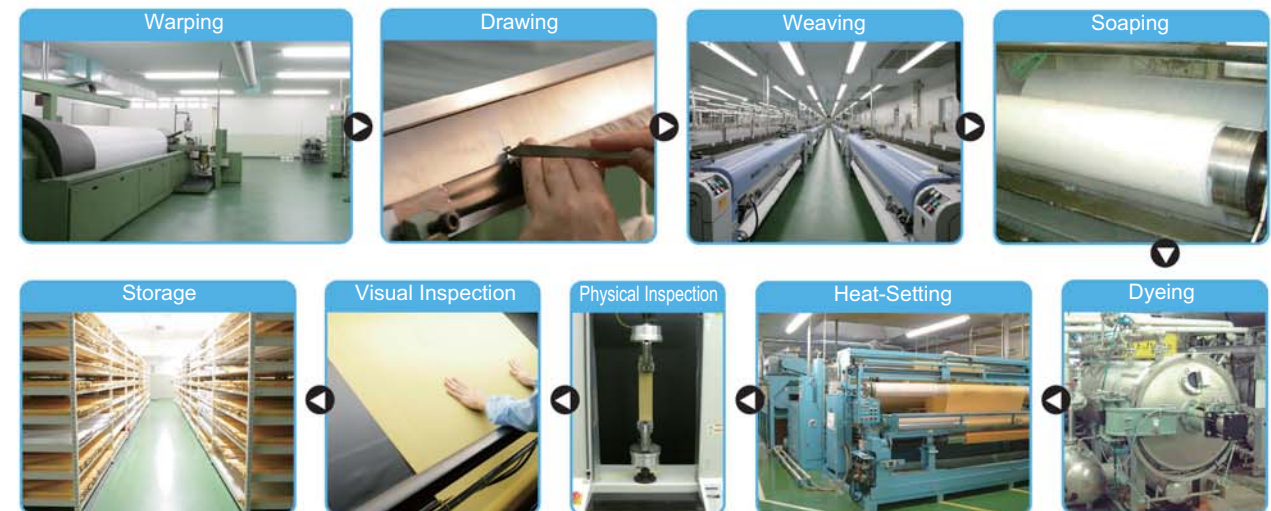 Warping
Drawing
Weaving
Soaping
Dyeing
Heat-Setting
Physical Inspection
Visual Inspection
Storage